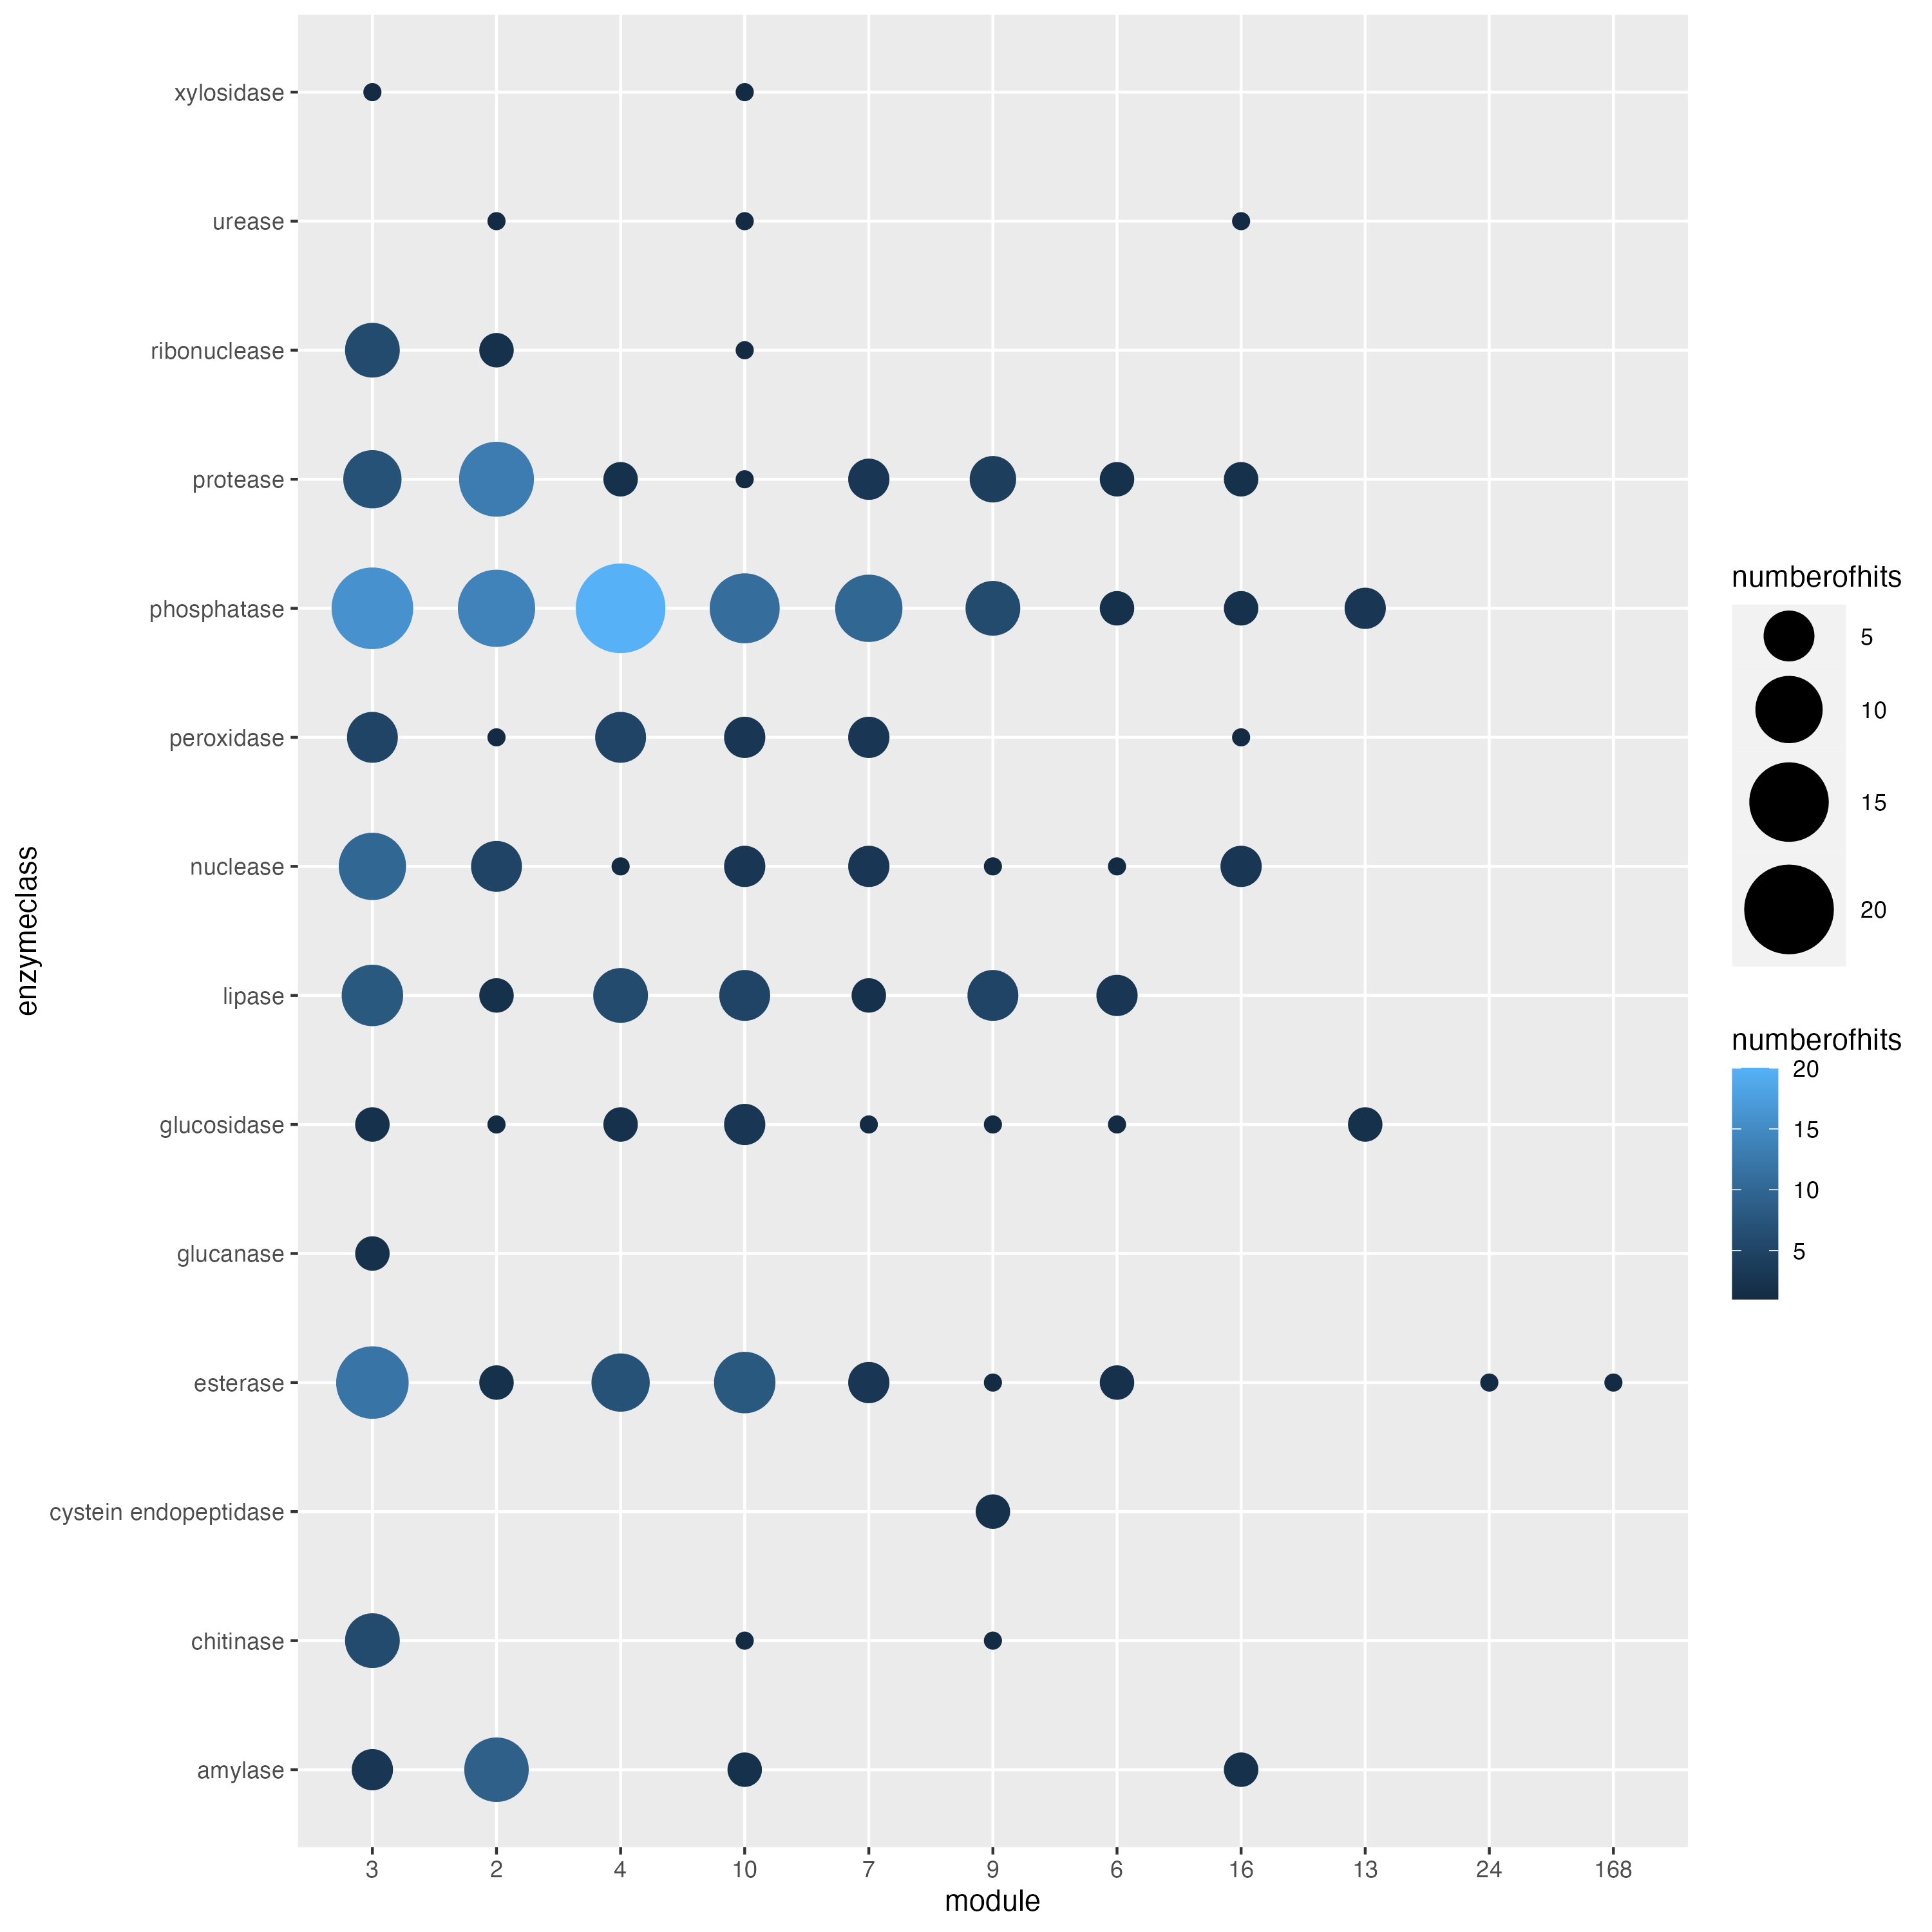 xylosidase
urease
ribonuclease
protease
phosphatase
peroxidase
nuclease
lipase
glucosidase
glucanase
esterase
cystein endopeptidase
chitinase
amylase
enzymeclass
3 2 4 10 7 9 6 16 13 24 168
module
numberofhits
5
10
15
20
numberofhits
20
15
10
5